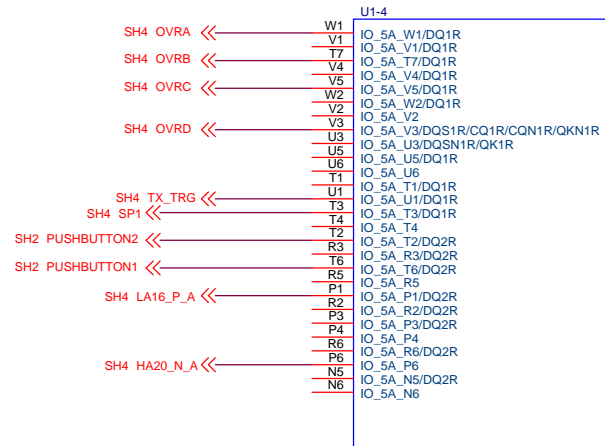 U1-4
SH4 OVRA W1 IO_5A_W1/DQ1R
V1 IO_5A_V1/DQ1R
SH4 OVRB T7 IO_5A_T7/DQ1R
V4 IO_5A_V4/DQ1R
SH4 OVRC V5 IO_5A_V5/DQ1R
W2 IO_5A_W2/DQ1R
V2 IO_5A_V2
SH4 OVRD V3 IO_5A_V3/DQS1R/CQ1R/CQN1R/QKN1R
U3 IO_5A_U3/DQSN1R/QK1R
U5 IO_5A_U5/DQ1R
U6 IO_5A_U6
T1 IO_5A_T1/DQ1R
SH4 TX_TRG U1 IO_5A_U1/DQ1R
SH4 SP1 T3 IO_5A_T3/DQ1R
T4 IO_5A_T4
SH2 PUSHBUTTON2 T2 IO_5A_T2/DQ2R
R3 IO_5A_R3/DQ2R
SH2 PUSHBUTTON1 T6 IO_5A_T6/DQ2R
R5 IO_5A_R5
SH4 LA16_P_A P1 IO_5A_P1/DQ2R
R2 IO_5A_R2/DQ2R
P3 IO_5A_P3/DQ2R
P4 IO_5A_P4
R6 IO_5A_R6/DQ2R
SH4 HA20_N_A P6 IO_5A_P6
N5 IO_5A_N5/DQ2R
N6 IO_5A_N6